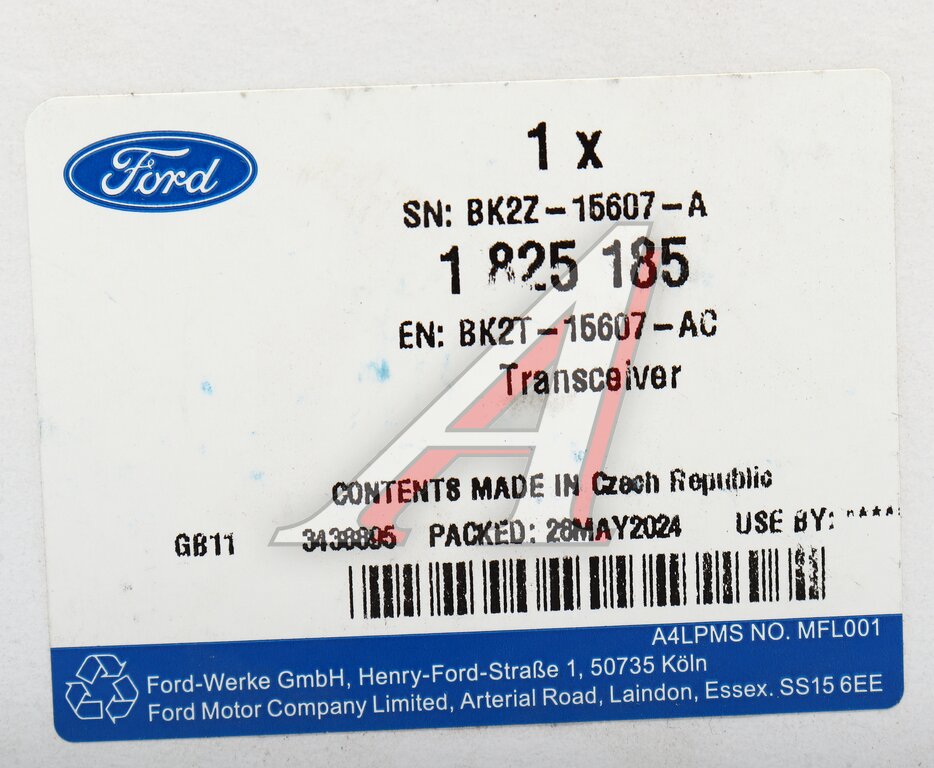 Ford
1 x
SN: BK2Z-15607-A
1 825 185
EN: BK2T-15607-AC
Transceiver
CONTENTS MADE IN Czech Republic
GB11 3438895 PACKED: 28MAY2024 USE BY: ****
A4LPMS NO. MFL001
Ford-Werke GmbH, Henry-Ford-Straße 1, 50735 Köln
Ford Motor Company Limited, Arterial Road, Laindon, Essex. SS15 6EE